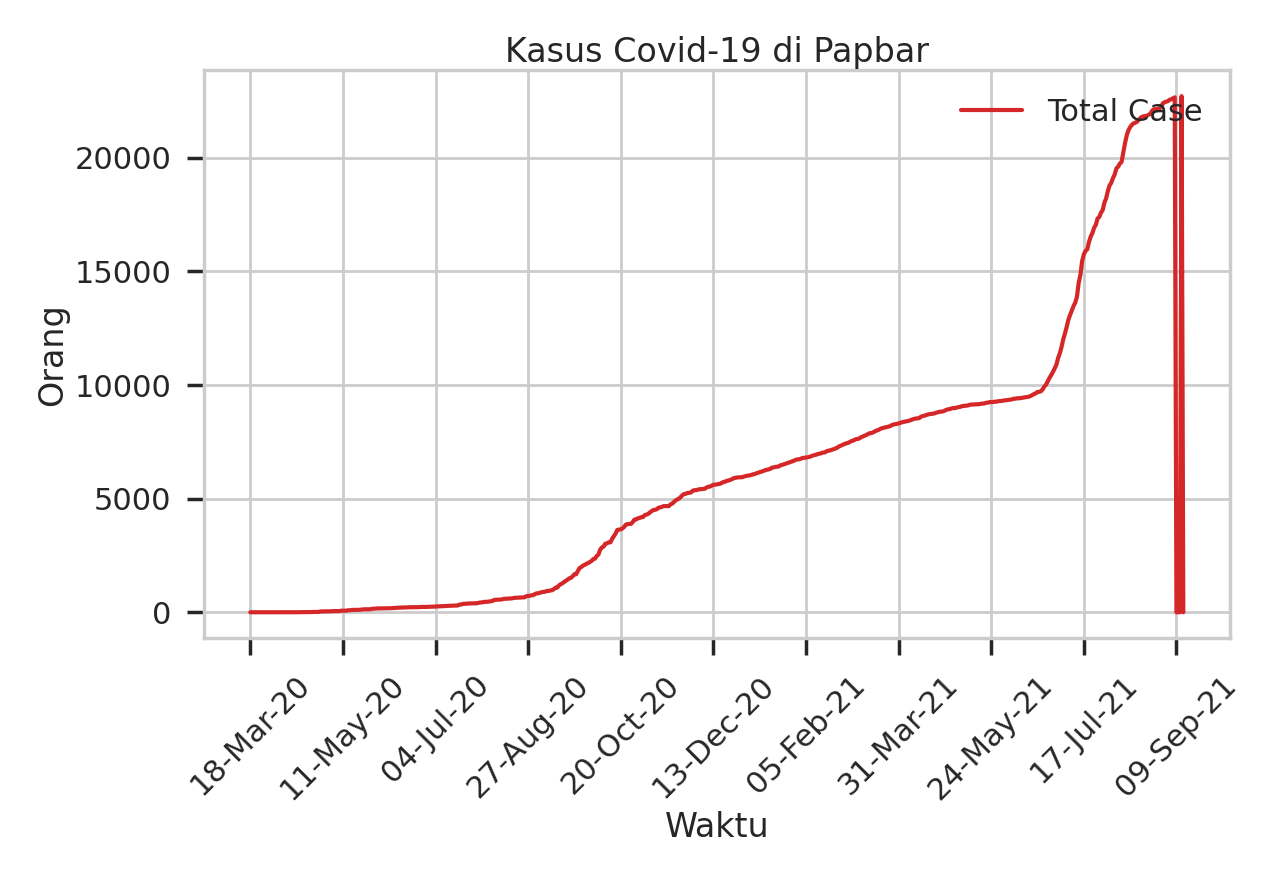 Kasus Covid-19 di Papbar
Total Case
Orang
20000
15000
10000
5000
0
18-Mar-20
11-May-20
04-Jul-20
27-Aug-20
20-Oct-20
13-Dec-20
05-Feb-21
31-Mar-21
24-May-21
17-Jul-21
09-Sep-21
Waktu